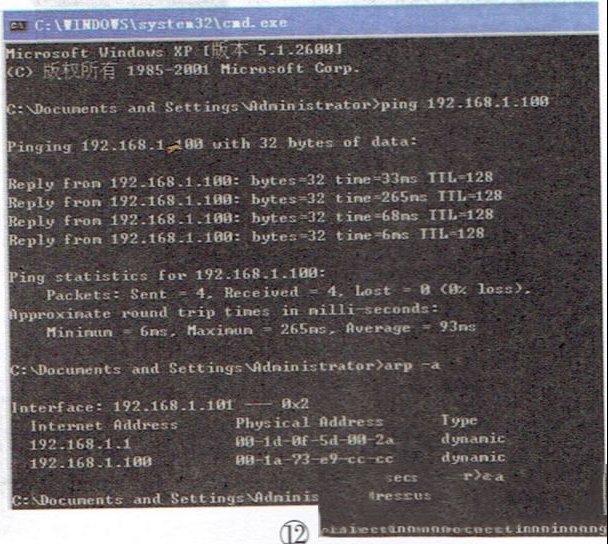 C:\WINDOWS\system32\cmd.exe
Microsoft Windows XP [版本 5.1.2600]
(C) 版权所有 1985-2001 Microsoft Corp.
C:\Documents and Settings\Administrator>ping 192.168.1.100
Pinging 192.168.1.100 with 32 bytes of data:
Reply from 192.168.1.100: bytes=32 time=33ms TTL=128
Reply from 192.168.1.100: bytes=32 time=265ms TTL=128
Reply from 192.168.1.100: bytes=32 time=68ms TTL=128
Reply from 192.168.1.100: bytes=32 time=6ms TTL=128
Ping statistics for 192.168.1.100:
Packets: Sent = 4, Received = 4, Lost = 0 (0% loss),
Approximate round trip times in milli-seconds:
Minimum = 6ms, Maximum = 265ms, Average = 93ms
C:\Documents and Settings\Administrator>arp -a
Interface: 192.168.1.101 --- 0x2
Internet Address Physical Address Type
192.168.1.1 00-1d-0f-5d-00-2a dynamic
192.168.1.100 00-1a-73-e9-cc-cc dynamic
secs
C:\Documents and Settings\Adminis
⑫